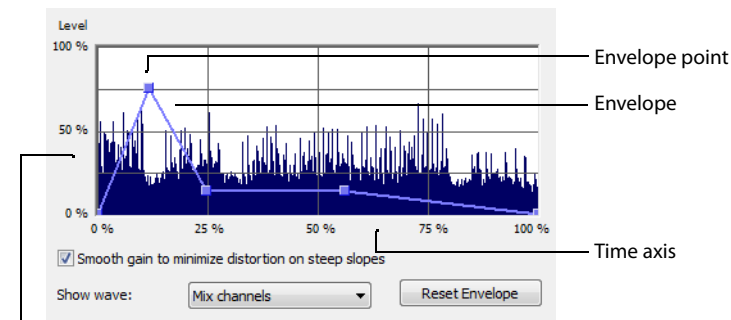 Level
100 %
Envelope point
Envelope
50 %
0 %
0 %
25 %
50 %
75 %
100 %
Time axis
Smooth gain to minimize distortion on steep slopes
Show wave:
Mix channels
Reset Envelope